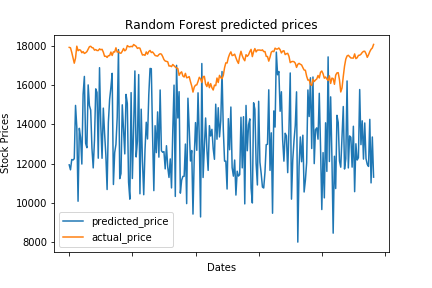 Random Forest predicted prices
18000
16000
14000
12000
10000
8000
Stock Prices
predicted_price
actual_price
Dates